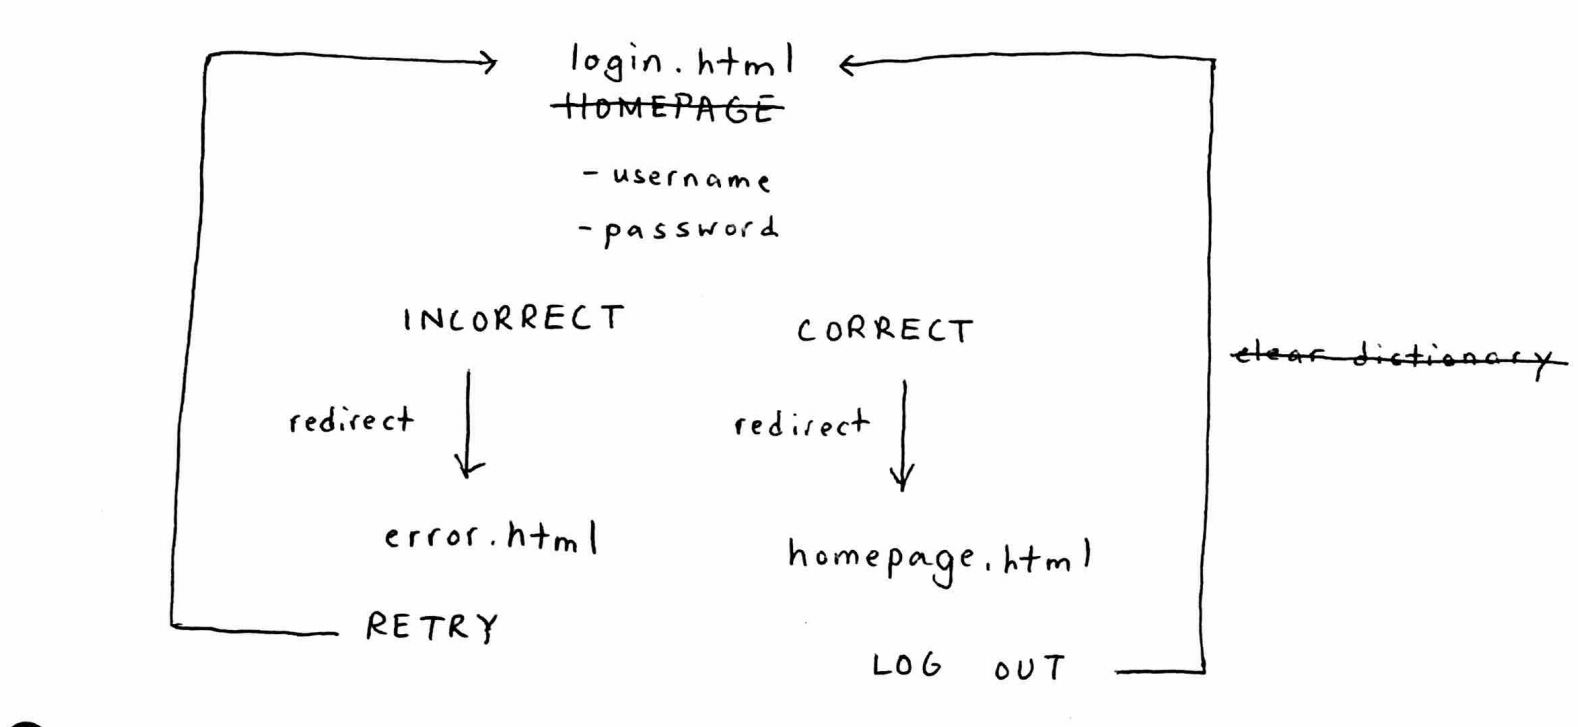 login.html
HOMEPAGE
- username
- password
INCORRECT
CORRECT
redirect
redirect
clear dictionary
error.html
homepage.html
RETRY
LOG OUT